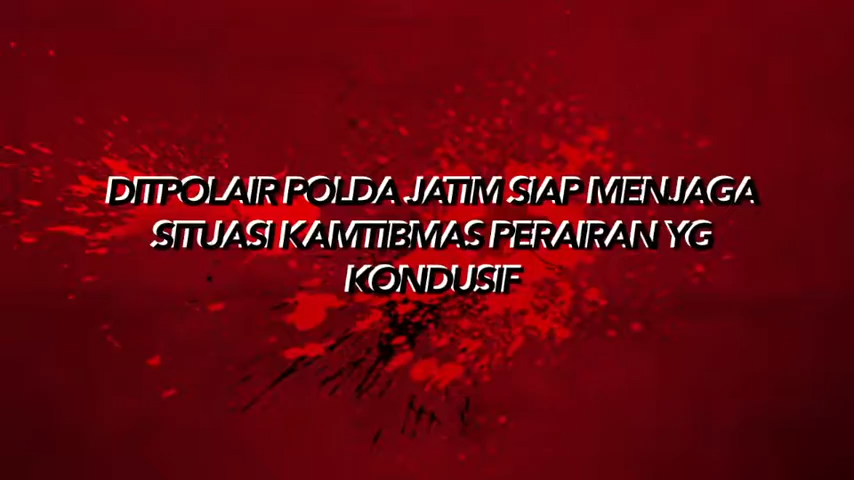 DITPOLAIR POLDA JATIM SIAP MENJAGA
SITUASI KAMTIBMAS PERAIRAN YG
KONDUSIF